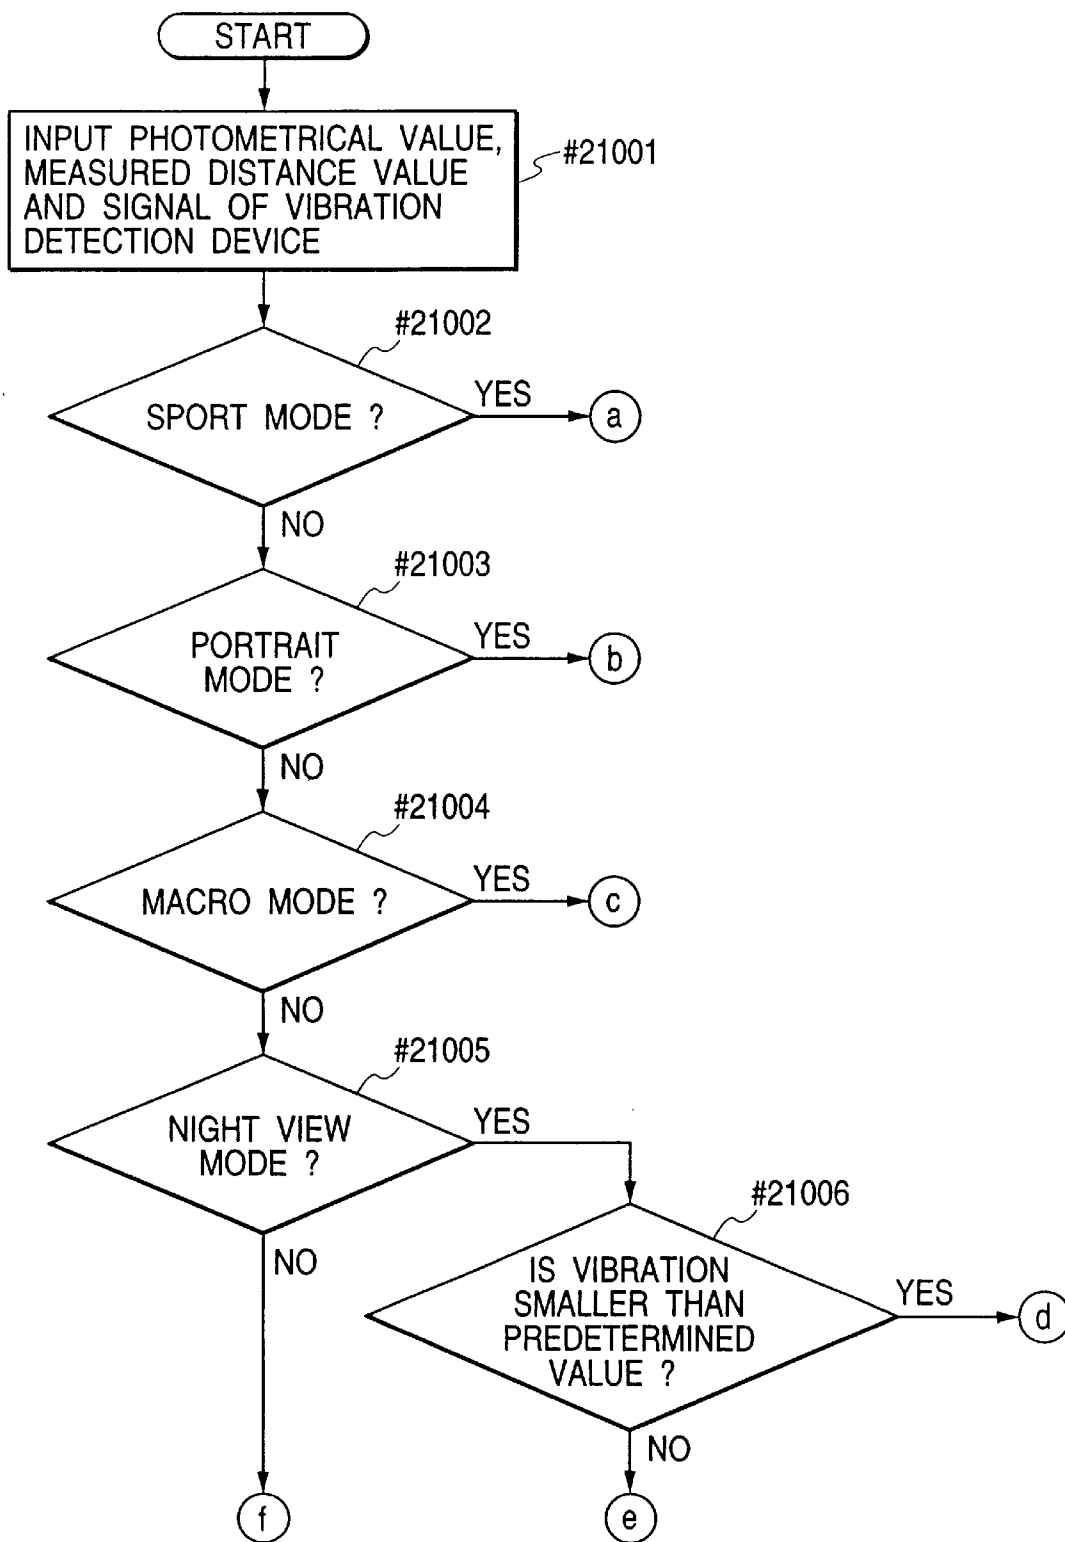 START
INPUT PHOTOMETRICAL VALUE,
MEASURED DISTANCE VALUE
AND SIGNAL OF VIBRATION
DETECTION DEVICE
#21001
#21002
SPORT MODE ?
YES
a
NO
#21003
PORTRAIT
MODE ?
YES
b
NO
#21004
MACRO MODE ?
YES
c
NO
#21005
NIGHT VIEW
MODE ?
YES
NO
#21006
IS VIBRATION
SMALLER THAN
PREDETERMINED
VALUE ?
YES
d
NO
f
e